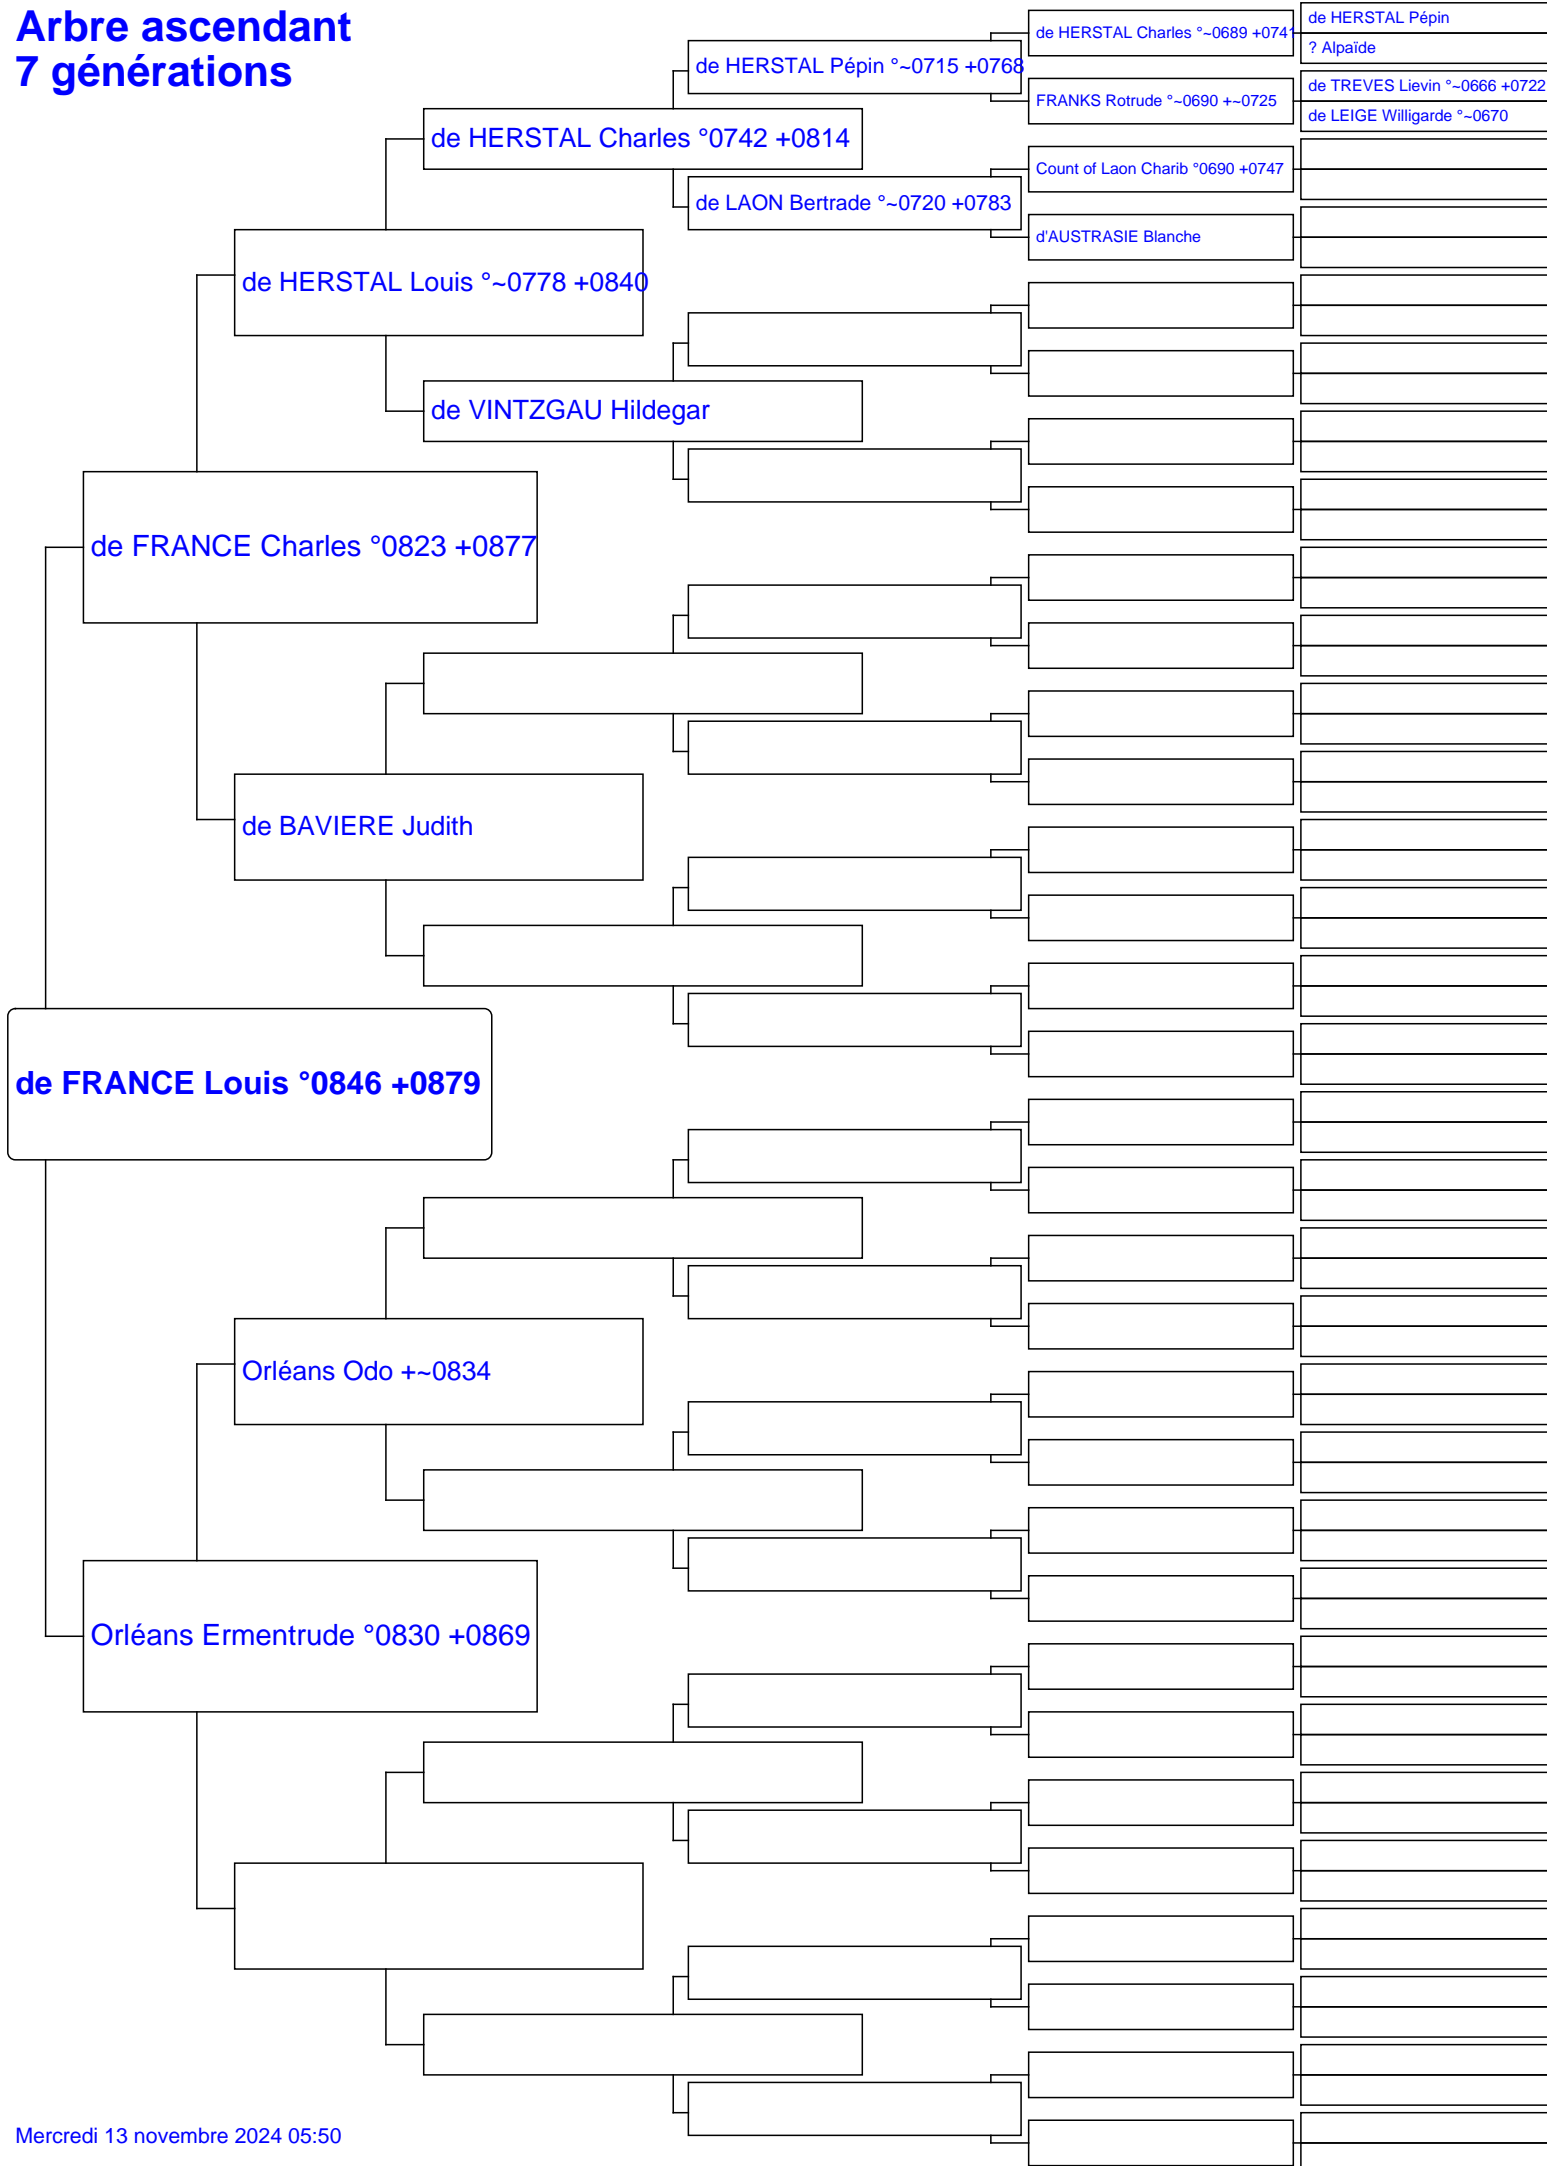 Arbre ascendant
7 générations
de HERSTAL Charles °~0689 +0741
de HERSTAL Pépin
? Alpaïde
de HERSTAL Pépin °~0715 +0768
FRANKS Rotrude °~0690 +~0725
de TREVES Lievin °~0666 +0722
de LEIGE Willigarde °~0670
de HERSTAL Charles °0742 +0814
Count of Laon Charib °0690 +0747
de LAON Bertrade °~0720 +0783
d'AUSTRASIE Blanche
de HERSTAL Louis °~0778 +0840
de VINTZGAU Hildegar
de FRANCE Charles °0823 +0877
de BAVIERE Judith
de FRANCE Louis °0846 +0879
Orléans Odo +~0834
Orléans Ermentrude °0830 +0869
Mercredi 13 novembre 2024 05:50